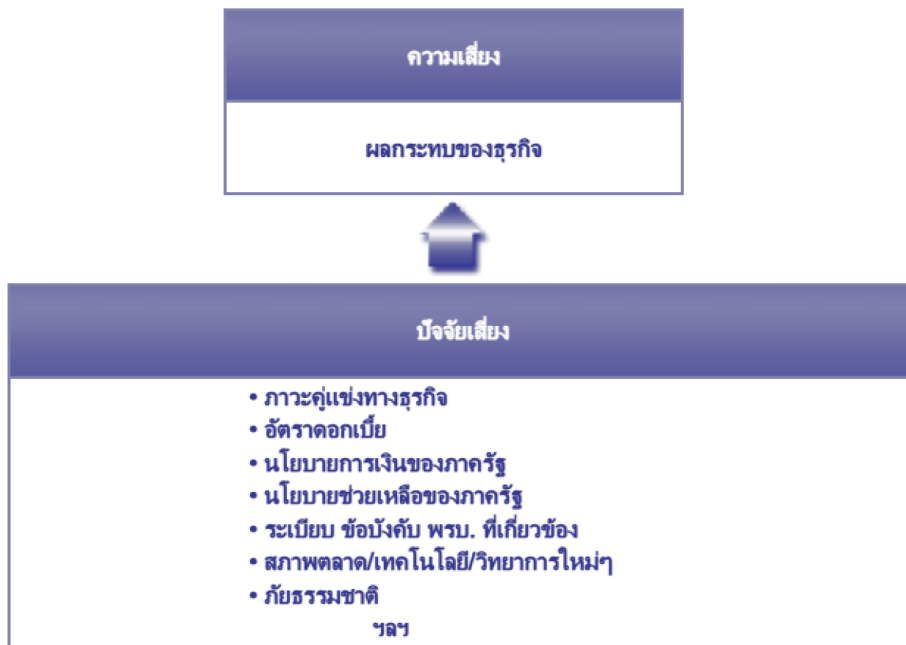 ความเสี่ยง
ผลกระทบของธุรกิจ
ปัจจัยเสี่ยง
• ภาวะคู่แข่งทางธุรกิจ
• อัตราดอกเบี้ย
• นโยบายการเงินของภาครัฐ
• นโยบายช่วยเหลือของภาครัฐ
• ระเบียบ ข้อบังคับ พรบ. ที่เกี่ยวข้อง
• สภาพตลาด/เทคโนโลยี/วิทยาการใหม่ๆ
• ภัยธรรมชาติ
ฯลฯ